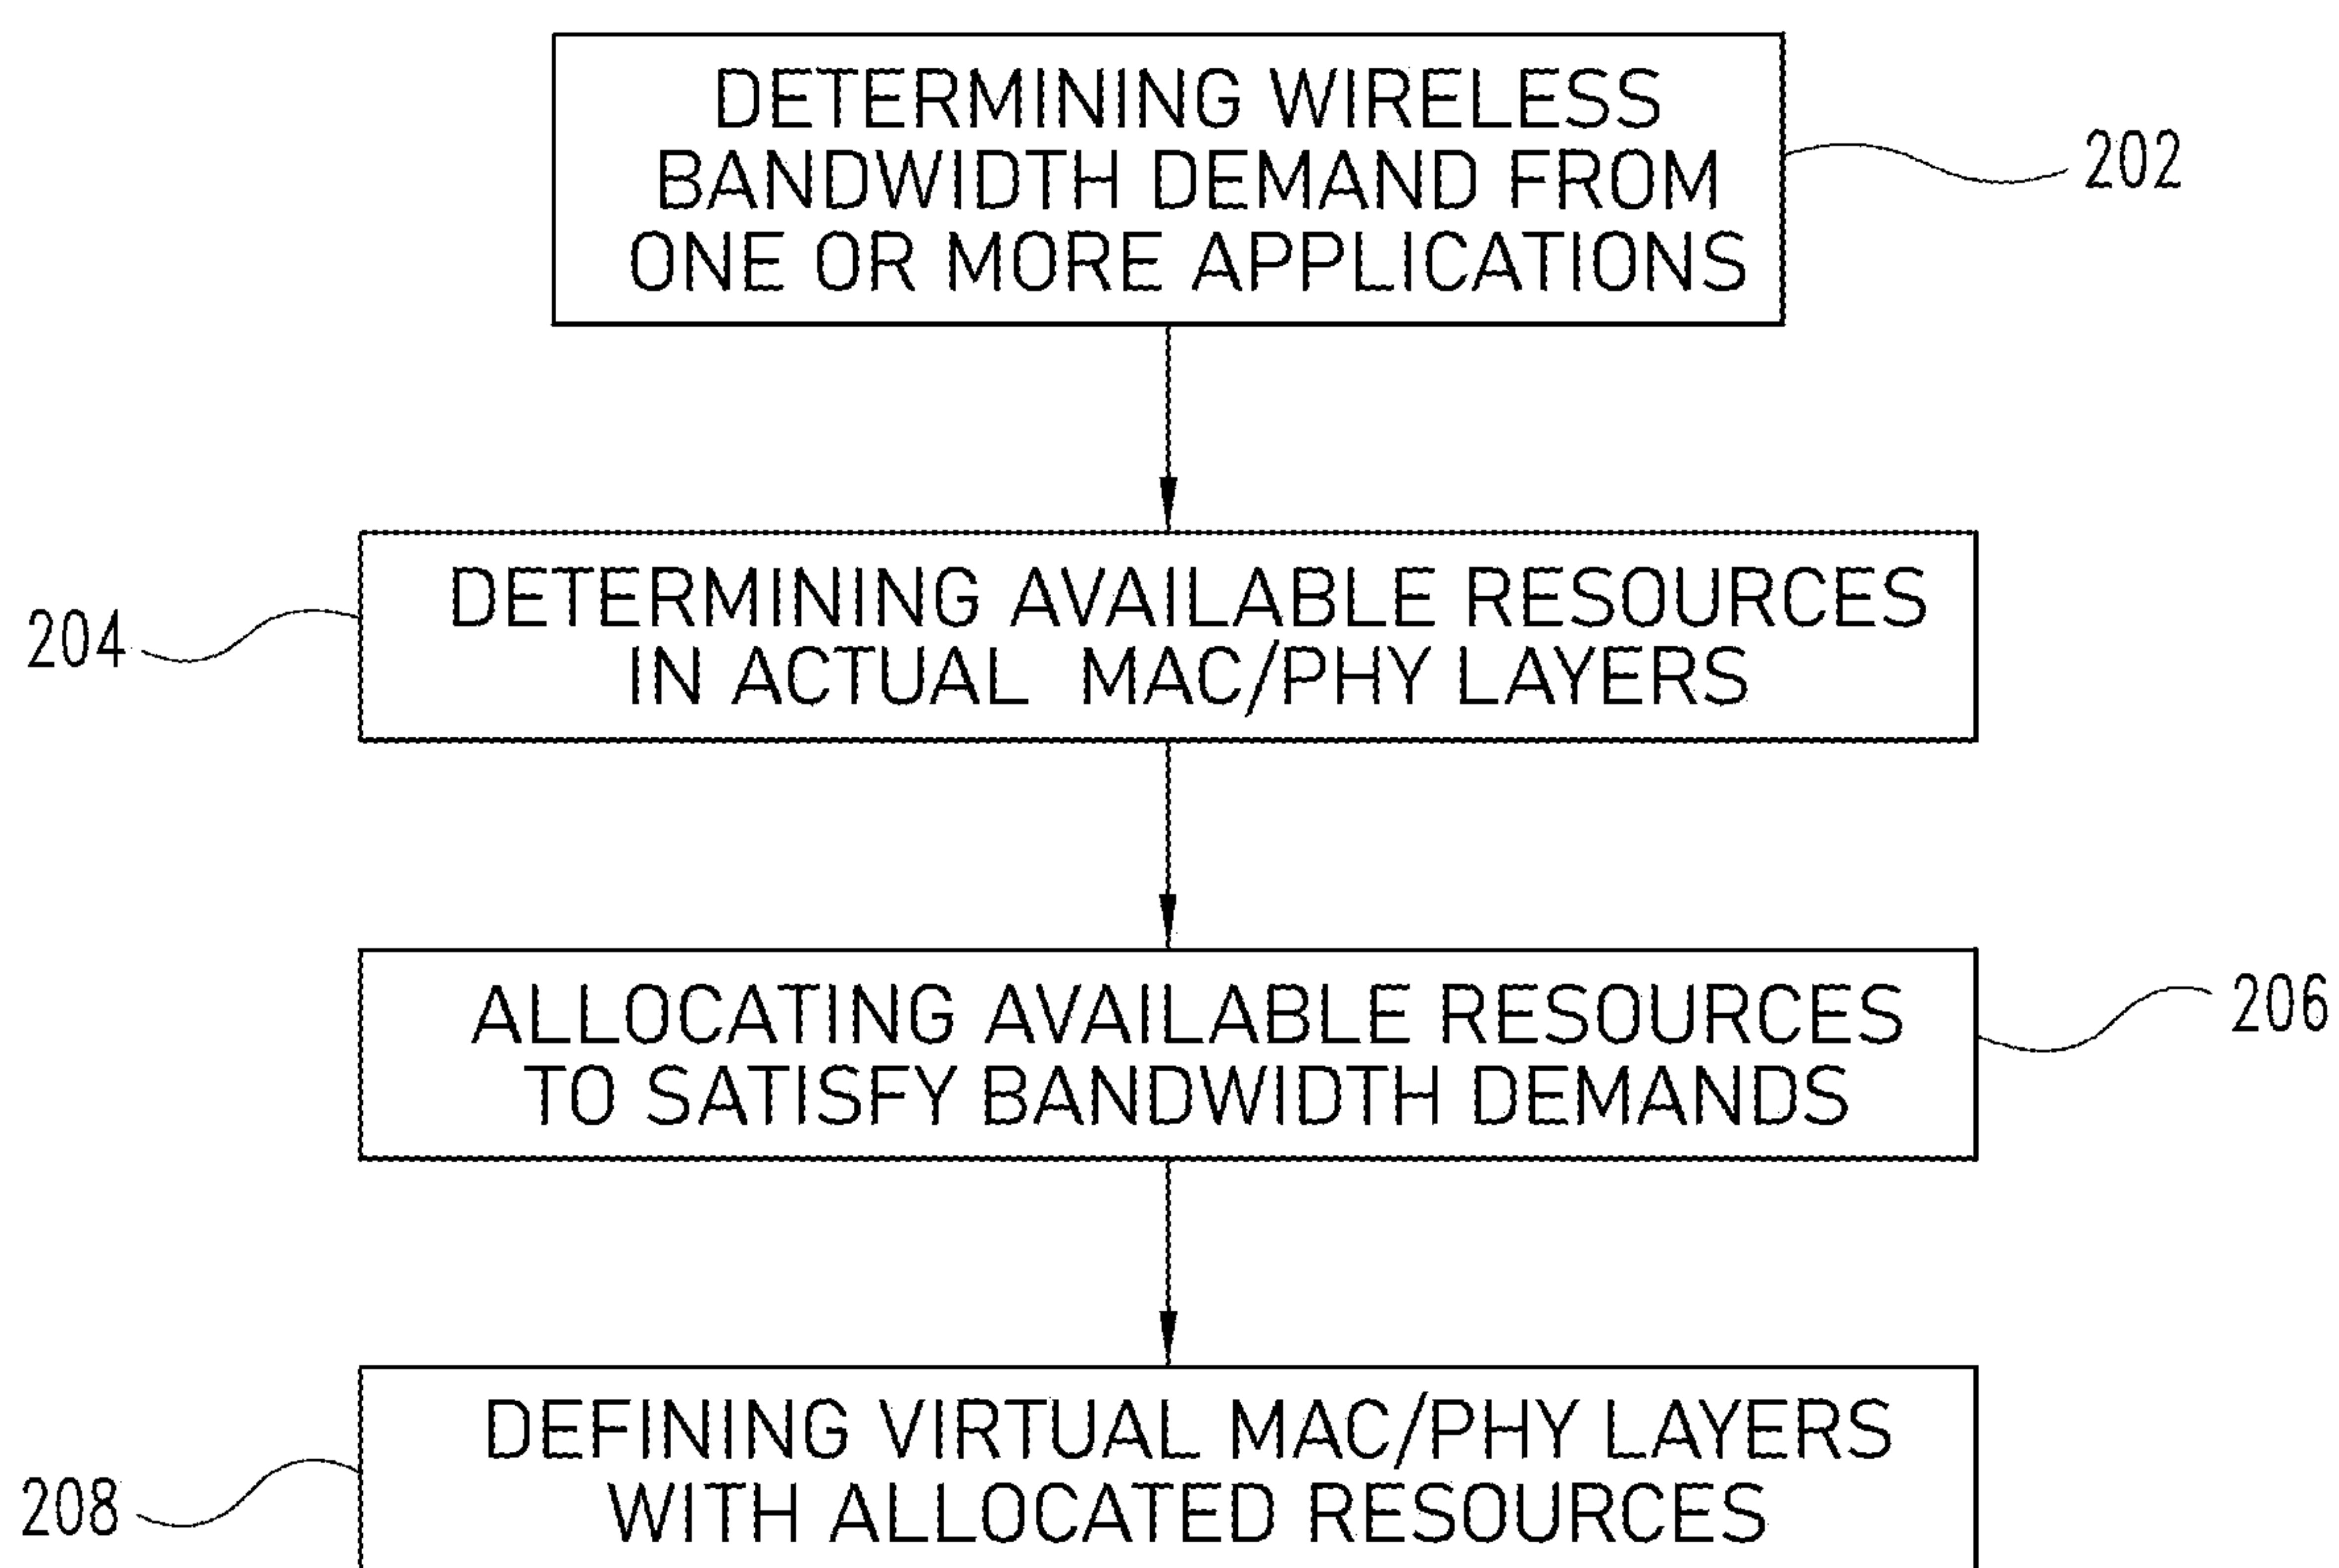 DETERMINING WIRELESS
BANDWIDTH DEMAND FROM
ONE OR MORE APPLICATIONS
202
DETERMINING AVAILABLE RESOURCES
IN ACTUAL MAC/PHY LAYERS
204
ALLOCATING AVAILABLE RESOURCES
TO SATISFY BANDWIDTH DEMANDS
206
DEFINING VIRTUAL MAC/PHY LAYERS
WITH ALLOCATED RESOURCES
208